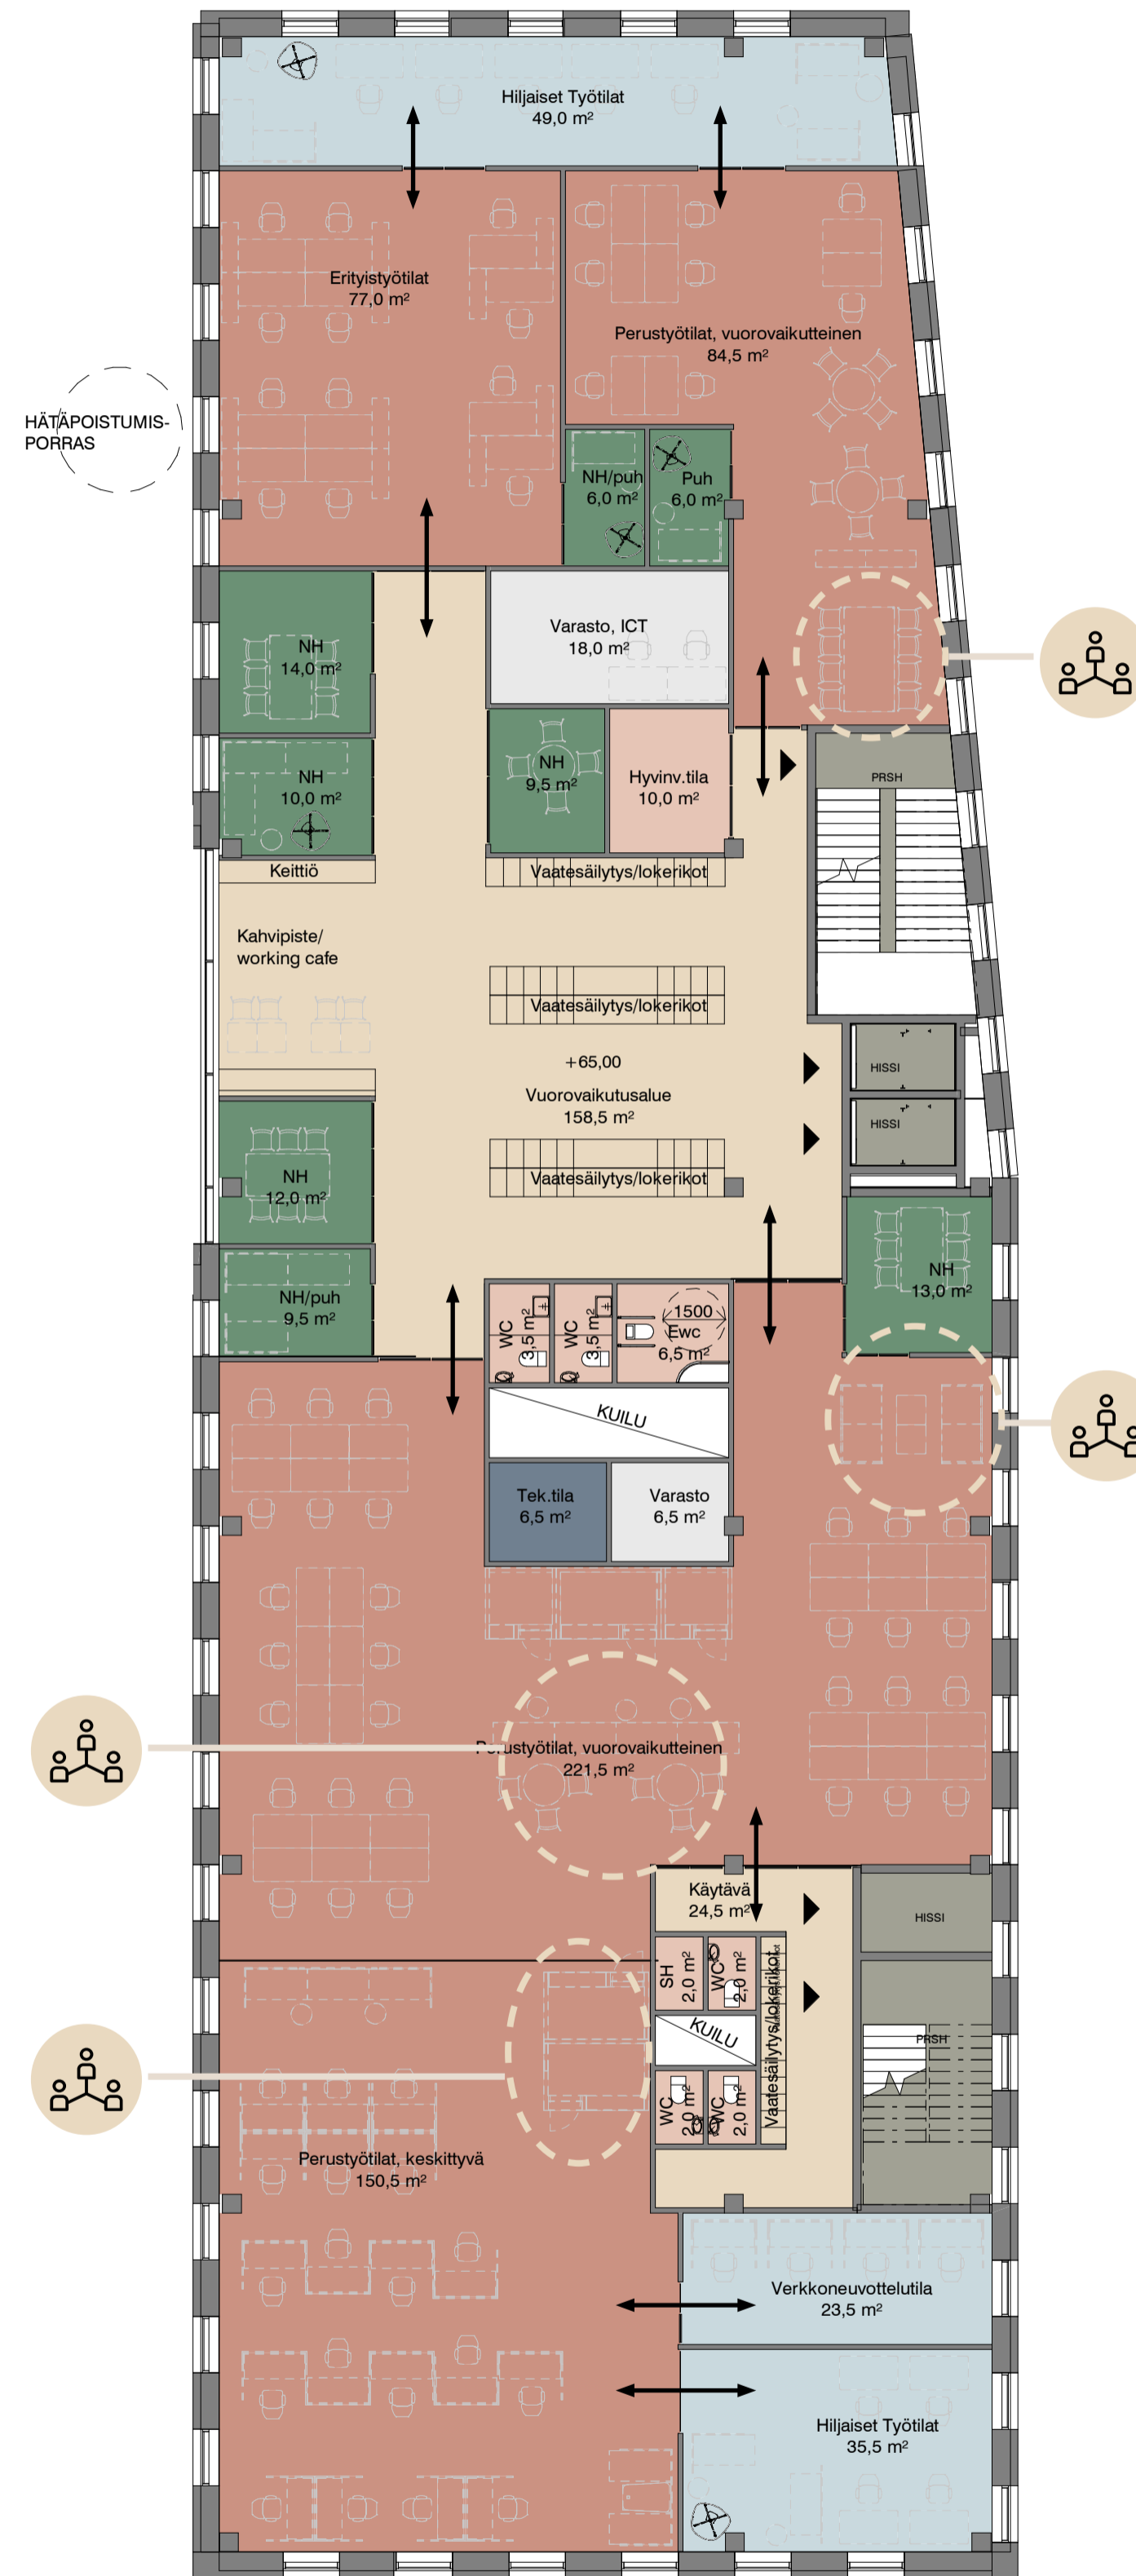 Hiljaiset Työtilat
49,0 m²
Erityistyötilat
77,0 m²
Perustyötilat, vuorovaikutteinen
84,5 m²
HÄTÄPOISTUMIS-
PORRAS
NH/puh
6,0 m²
Puh
6,0 m²
NH
14,0 m²
Varasto, ICT
18,0 m²
NH
10,0 m²
NH
9,5 m²
Hyvinv.tila
10,0 m²
PRSH
Keittiö
Vaatesäilytys/lokerikot
Kahvipiste/
working cafe
Vaatesäilytys/lokerikot
+65,00
Vuorovaikutusalue
158,5 m²
HISSI
HISSI
Vaatesäilytys/lokerikot
NH
12,0 m²
NH
13,0 m²
NH/puh
9,5 m²
WC
3,5 m²
WC
3,5 m²
1500
Ewc
6,5 m²
KUILU
Tek.tila
6,5 m²
Varasto
6,5 m²
Perustyötilat, vuorovaikutteinen
221,5 m²
Käytävä
24,5 m²
HISSI
SH
2,0 m²
WC
2,0 m²
Vaatesäilytys/lokerikot
KUILU
PRSH
WC
2,0 m²
WC
2,0 m²
Perustyötilat, keskittyvä
150,5 m²
Verkkoneuvottelutila
23,5 m²
Hiljaiset Työtilat
35,5 m²